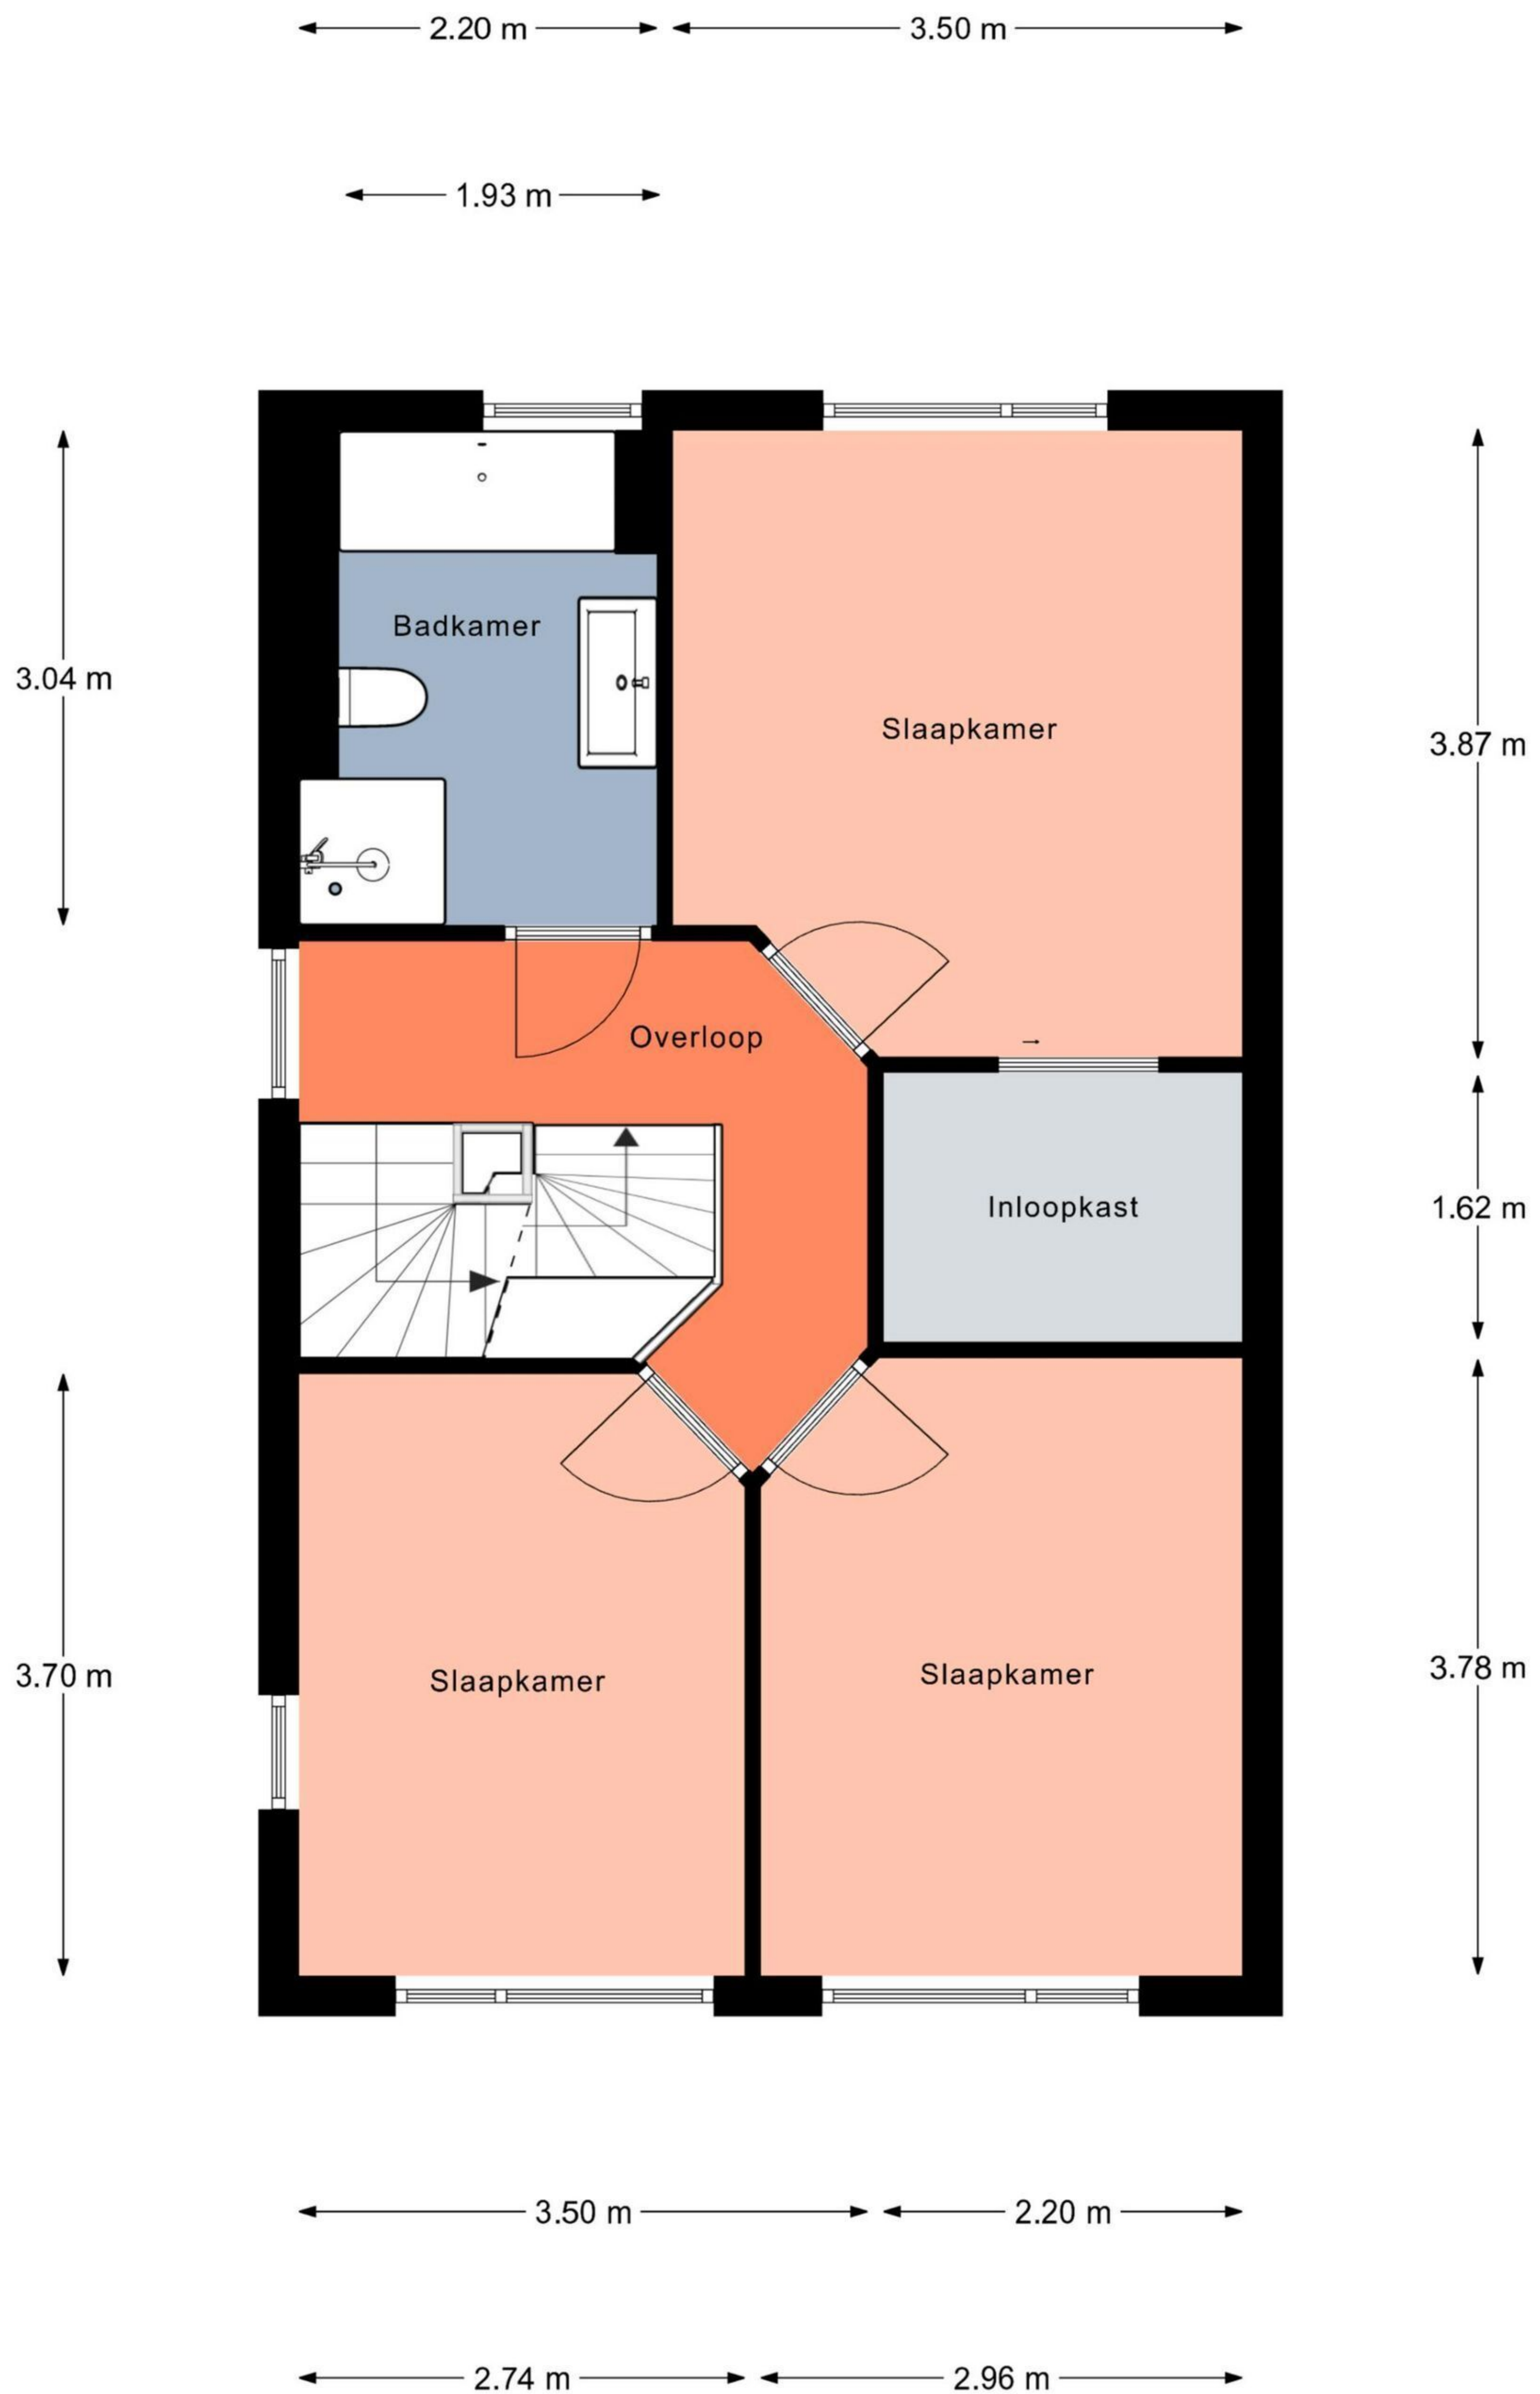 2.20 m
3.50 m
1.93 m
Badkamer
3.04 m
Slaapkamer
3.87 m
Overloop
Inloopkast
1.62 m
Slaapkamer
Slaapkamer
3.70 m
3.78 m
3.50 m
2.20 m
2.74 m
2.96 m